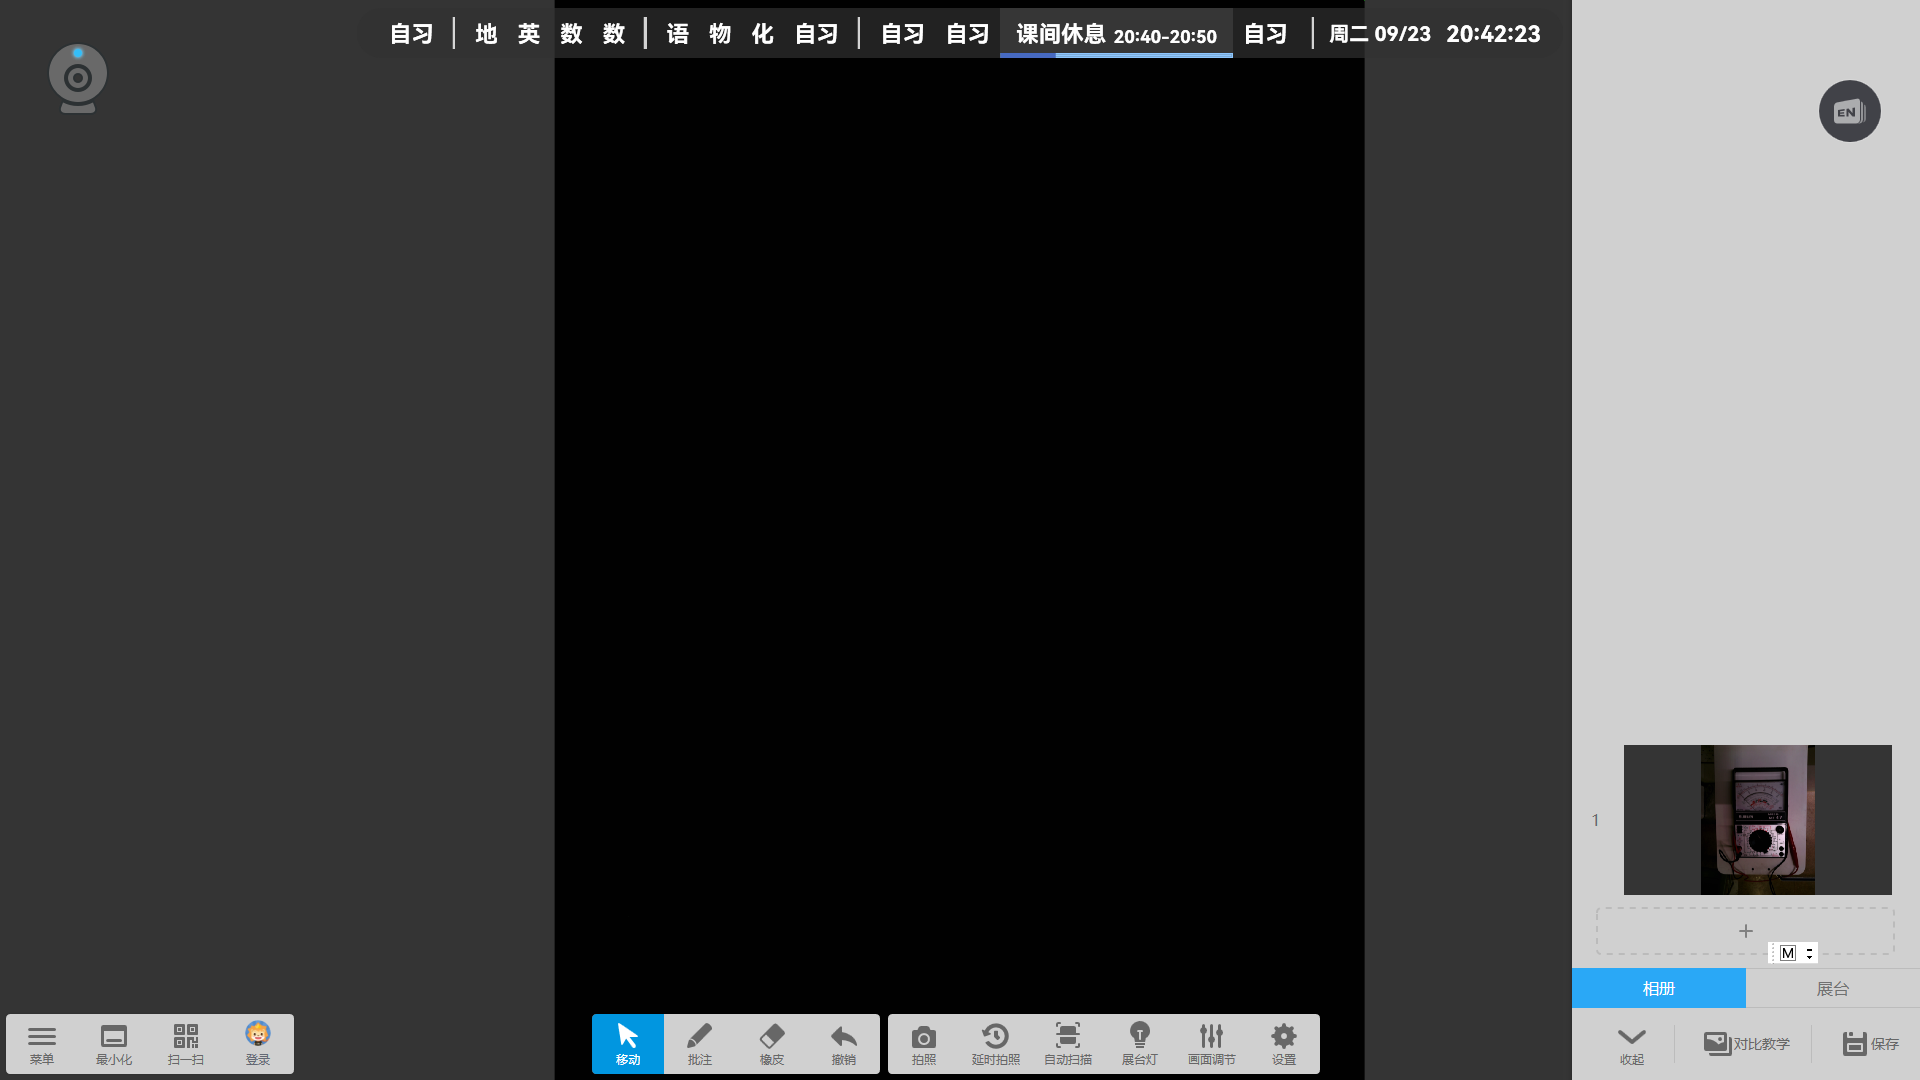 自习 地 英 数 数 语 物 化 自习 自习 自习 课间休息 20:40-20:50 自习 周二 09/23 20:42:23
EN
1
+
M
相册 展台
菜单 最小化 扫一扫 登录 移动 批注 橡皮 撤销 拍照 延时拍照 自动扫描 展台灯 画面调节 设置 收起 对比教学 保存